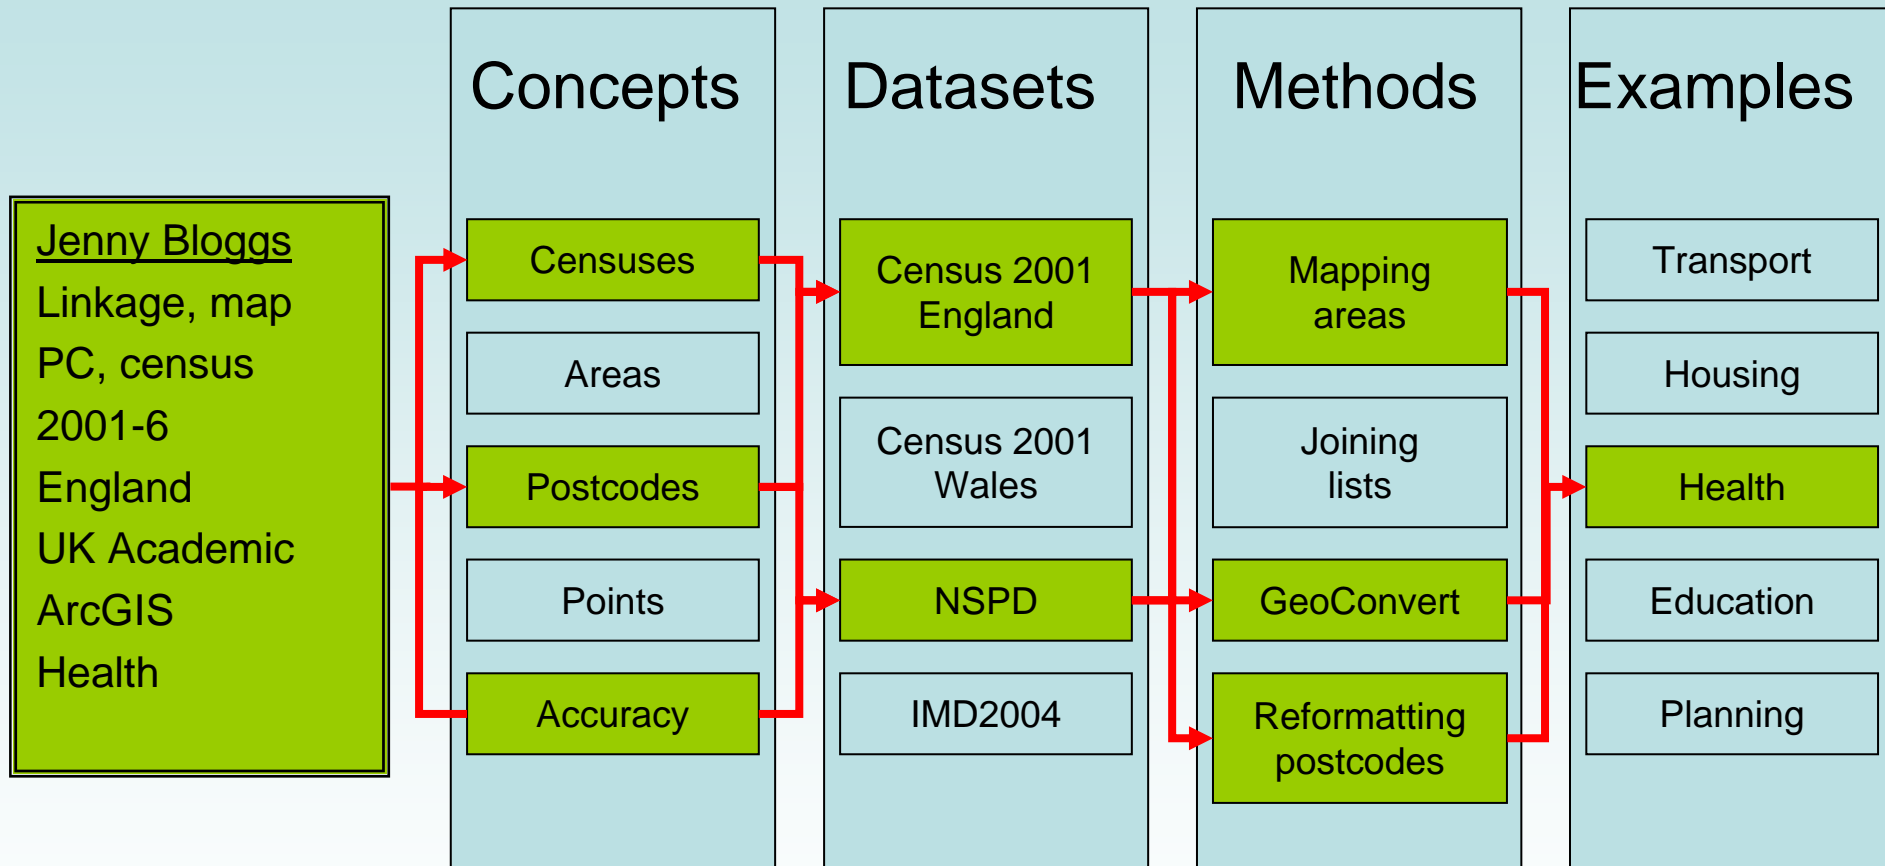 Jenny Bloggs
Linkage, map
PC, census
2001-6
England
UK Academic
ArcGIS
Health
Concepts
Censuses
Areas
Postcodes
Points
Accuracy
Datasets
Census 2001
England
Census 2001
Wales
NSPD
IMD2004
Methods
Mapping
areas
Joining
lists
GeoConvert
Reformatting
postcodes
Examples
Transport
Housing
Health
Education
Planning